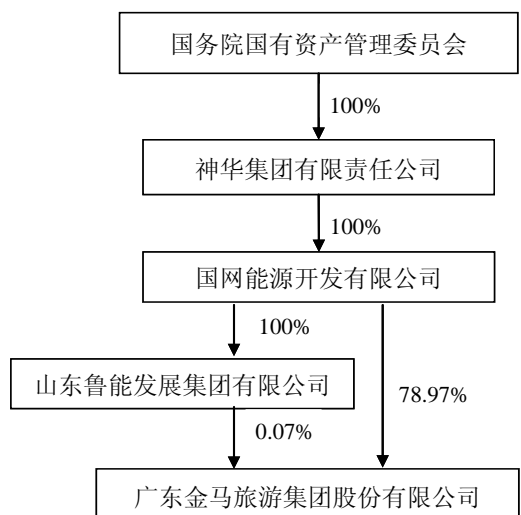 国务院国有资产管理委员会
100%
神华集团有限责任公司
100%
国网能源开发有限公司
100%
山东鲁能发展集团有限公司
78.97%
0.07%
广东金马旅游集团股份有限公司